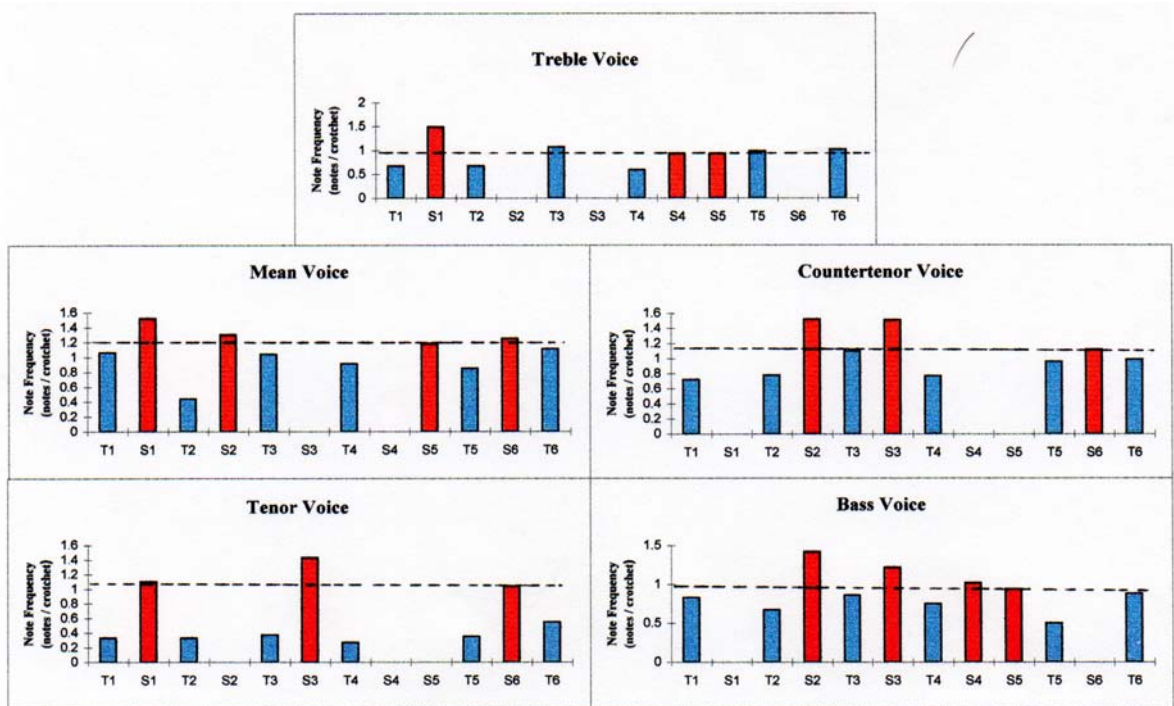 Treble Voice
Note Frequency
(notes / crotchet)
2
1.5
1
0.5
0
T1 S1 T2 S2 T3 S3 T4 S4 S5 T5 S6 T6
Mean Voice
Note Frequency
(notes / crotchet)
1.6
1.4
1.2
1
0.8
0.6
0.4
0.2
0
T1 S1 T2 S2 T3 S3 T4 S4 S5 T5 S6 T6
Countertenor Voice
Note Frequency
(notes / crotchet)
1.6
1.4
1.2
1
0.8
0.6
0.4
0.2
0
T1 S1 T2 S2 T3 S3 T4 S4 S5 T5 S6 T6
Tenor Voice
Note Frequency
(notes / crotchet)
1.6
1.4
1.2
1
0.8
0.6
0.4
0.2
0
T1 S1 T2 S2 T3 S3 T4 S4 S5 T5 S6 T6
Bass Voice
Note Frequency
(notes / crotchet)
1.5
1
0.5
0
T1 S1 T2 S2 S3 T3 T4 S4 S5 T5 S6 T6